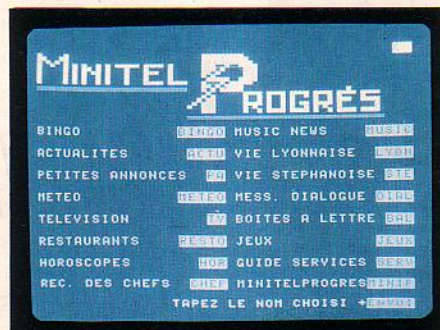 MINITEL
PROGRÉS
BINGO BINGO MUSIC NEWS MUSIC
ACTUALITES ACTU VIE LYONNAISE LYON
PETITES ANNONCES PA VIE STEPHANOISE STE
METEO METEO MESS. DIALOGUE DIAL
TELEVISION TV BOITES A LETTRE BAL
RESTAURANTS RESTO JEUX JEUX
HOROSCOPES HOR GUIDE SERVICES SERV
REC. DES CHEFS CHEF MINITELPROGRES MINIP
TAPEZ LE NOM CHOISI +ENVOI